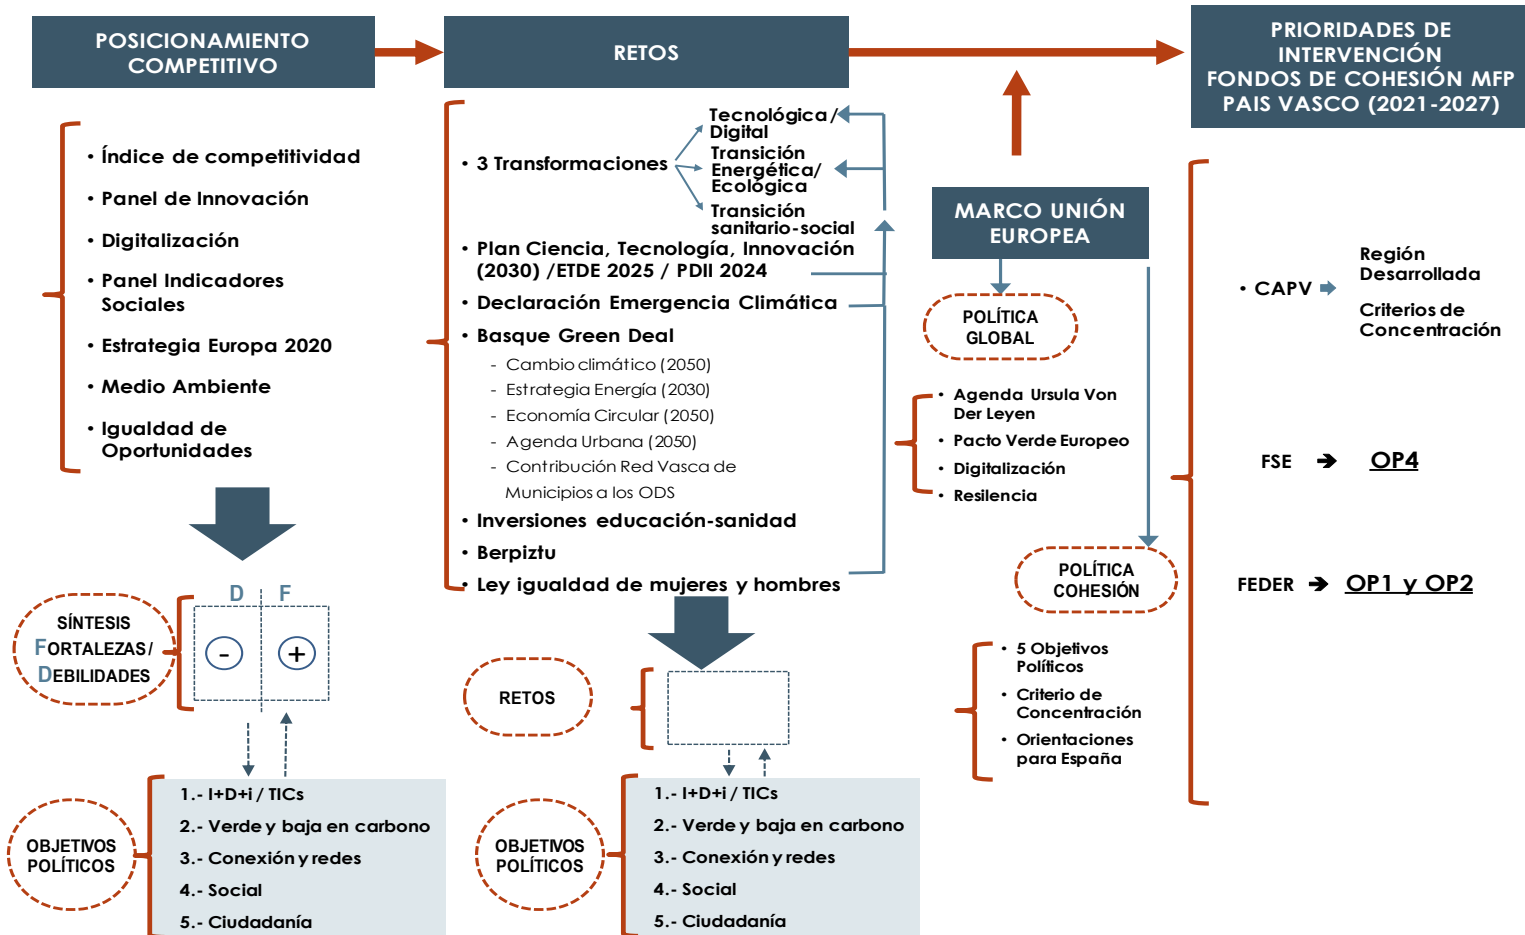 POSICIONAMIENTO
COMPETITIVO
• Índice de competitividad
• Panel de Innovación
• Digitalización
• Panel Indicadores
Sociales
• Estrategia Europa 2020
• Medio Ambiente
• Igualdad de
Oportunidades
SÍNTESIS
FORTALEZAS/
DEBILIDADES
D F
- +
OBJETIVOS
POLÍTICOS
1.- I+D+i / TICs
2.- Verde y baja en carbono
3.- Conexión y redes
4.- Social
5.- Ciudadanía
RETOS
• 3 Transformaciones
Tecnológica/
Digital
Transición
Energética/
Ecológica
Transición
sanitario-social
• Plan Ciencia, Tecnología, Innovación
(2030) /ETDE 2025 / PDII 2024
• Declaración Emergencia Climática
• Basque Green Deal
- Cambio climático (2050)
- Estrategia Energía (2030)
- Economía Circular (2050)
- Agenda Urbana (2050)
- Contribución Red Vasca de
Municipios a los ODS
• Inversiones educación-sanidad
• Berpiztu
• Ley igualdad de mujeres y hombres
RETOS
OBJETIVOS
POLÍTICOS
1.- I+D+i / TICs
2.- Verde y baja en carbono
3.- Conexión y redes
4.- Social
5.- Ciudadanía
MARCO UNIÓN
EUROPEA
POLÍTICA
GLOBAL
• Agenda Ursula Von
Der Leyen
• Pacto Verde Europeo
• Digitalización
• Resilencia
POLÍTICA
COHESIÓN
• 5 Objetivos
Políticos
• Criterio de
Concentración
• Orientaciones
para España
PRIORIDADES DE
INTERVENCIÓN
FONDOS DE COHESIÓN MFP
PAIS VASCO (2021-2027)
• CAPV
Región
Desarrollada
Criterios de
Concentración
FSE ➔ OP4
FEDER ➔ OP1 y OP2